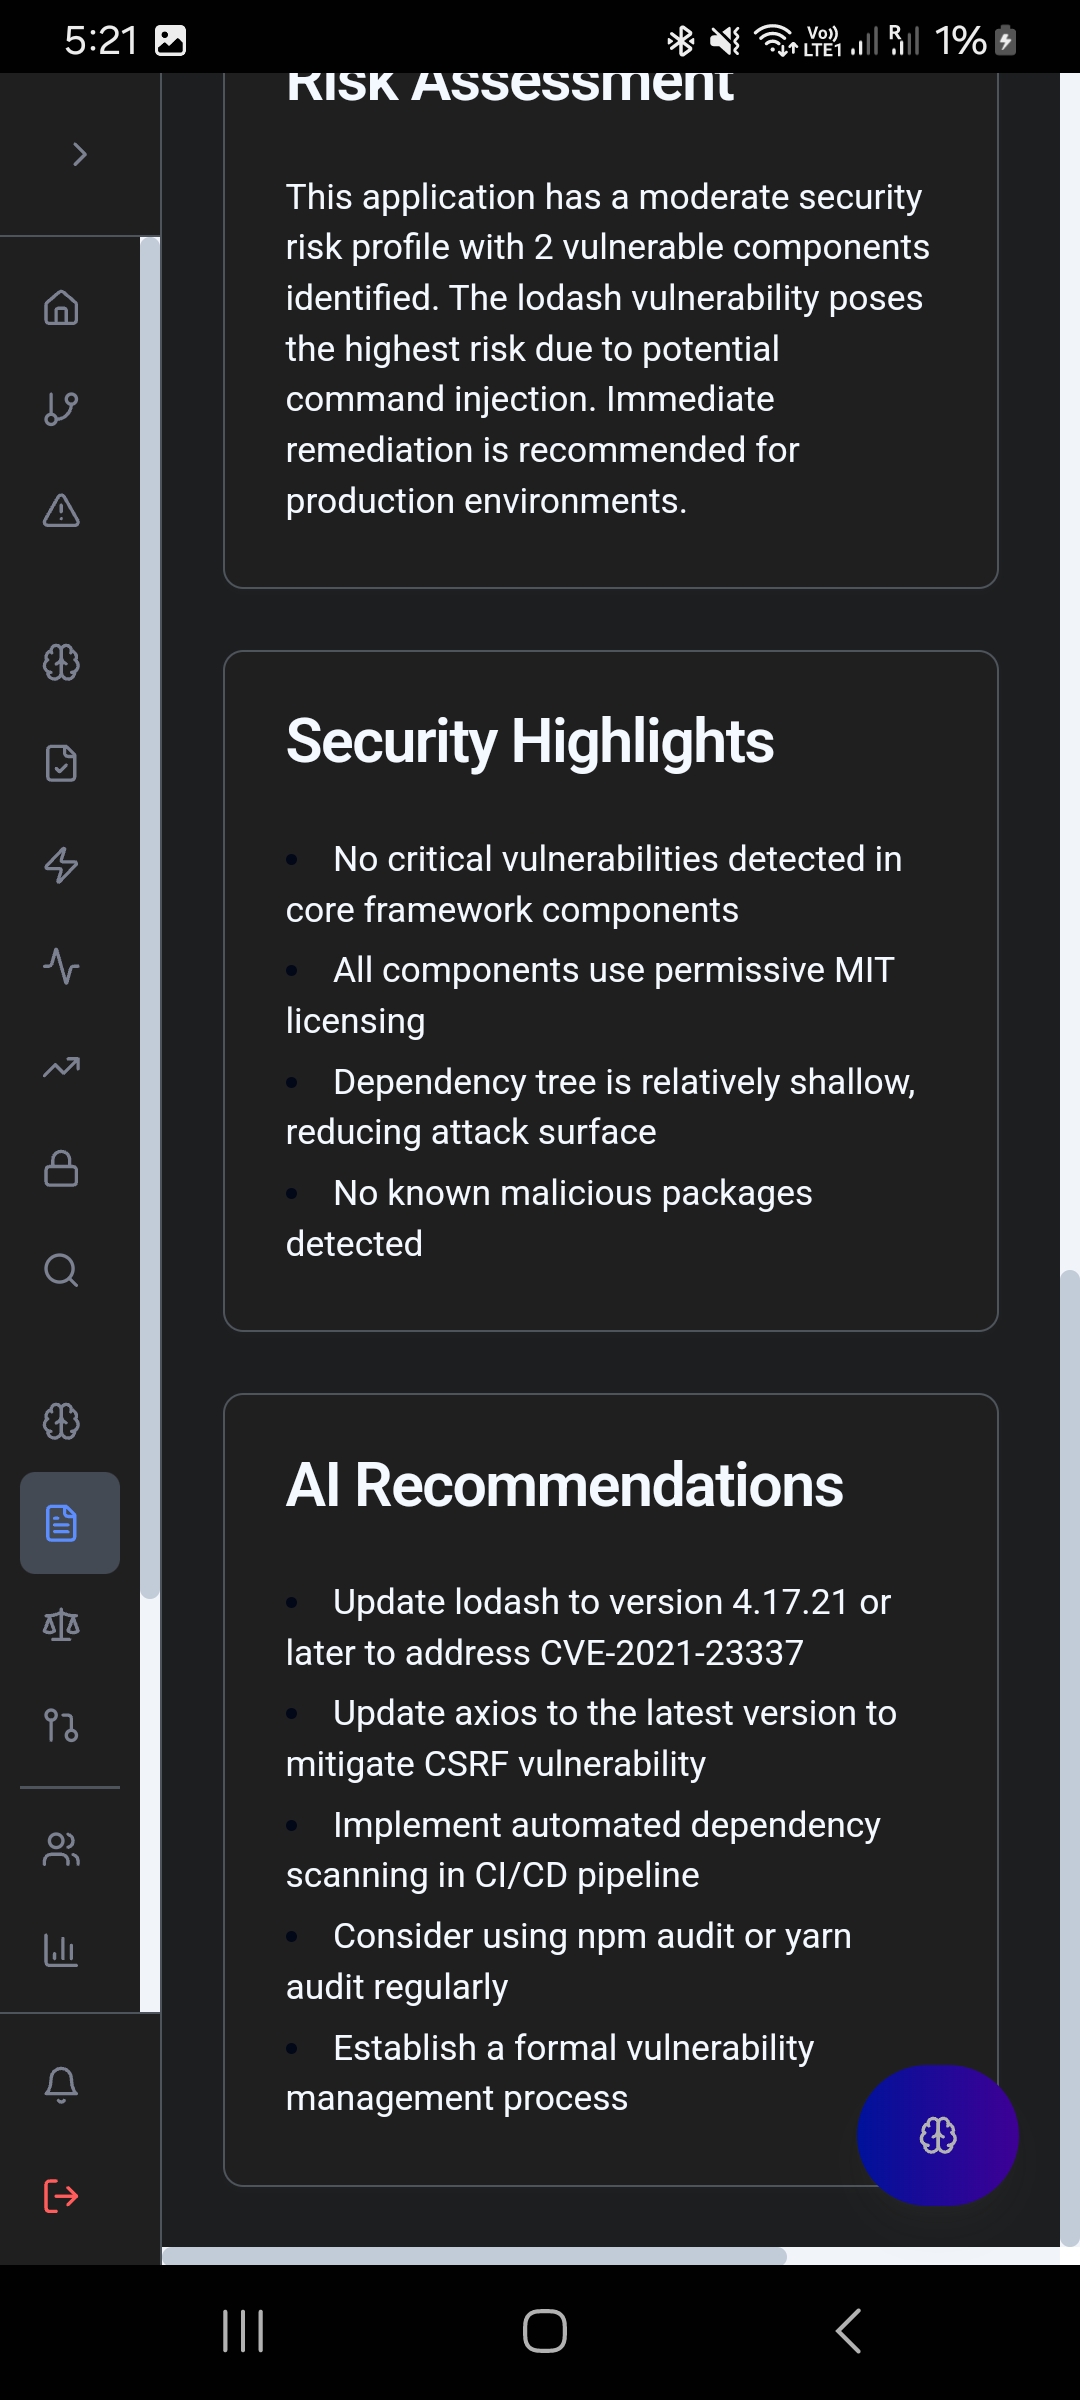 5:21
Vo))
LTE1
R
1%
Risk Assessment
This application has a moderate security
risk profile with 2 vulnerable components
identified. The lodash vulnerability poses
the highest risk due to potential
command injection. Immediate
remediation is recommended for
production environments.
Security Highlights
• No critical vulnerabilities detected in
core framework components
• All components use permissive MIT
licensing
• Dependency tree is relatively shallow,
reducing attack surface
• No known malicious packages
detected
AI Recommendations
• Update lodash to version 4.17.21 or
later to address CVE-2021-23337
• Update axios to the latest version to
mitigate CSRF vulnerability
• Implement automated dependency
scanning in CI/CD pipeline
• Consider using npm audit or yarn
audit regularly
• Establish a formal vulnerability
management process